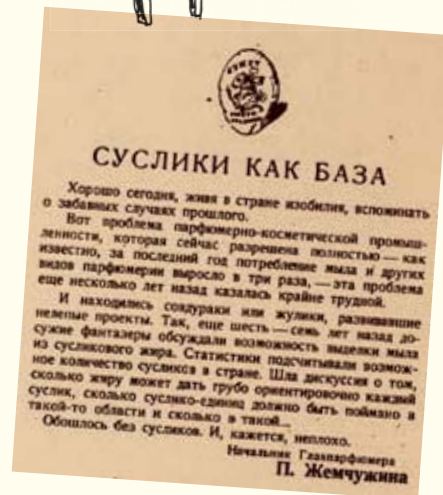 СУСЛИКИ КАК БАЗА
Хорошо сегодня, живя в стране изобилия, вспоминать
о забавных случаях прошлого.
Вот проблема парфюмерно-косметической промыш-
ленности, которая сейчас разрешена полностью — как
известно, за последний год потребление мыла и других
видов парфюмерии выросло в три раза, — эта проблема
еще несколько лет назад казалась крайне трудной.
И находились совдураки или жулики, развивавшие
нелепые проекты. Так, еще шесть — семь лет назад до-
сужие фантазеры обсуждали возможность выделки мыла
из сусликового жира. Статистики подсчитывали возмож-
ное количество сусликов в стране. Шла дискуссия о том,
сколько жиру может дать грубо ориентировочно каждый
суслик, сколько суслико-единиц должно быть поймано в
такой-то области и сколько в такой...
Обошлось без сусликов. И, кажется, неплохо.
Начальник Главпарфюмера
П. Жемчужина